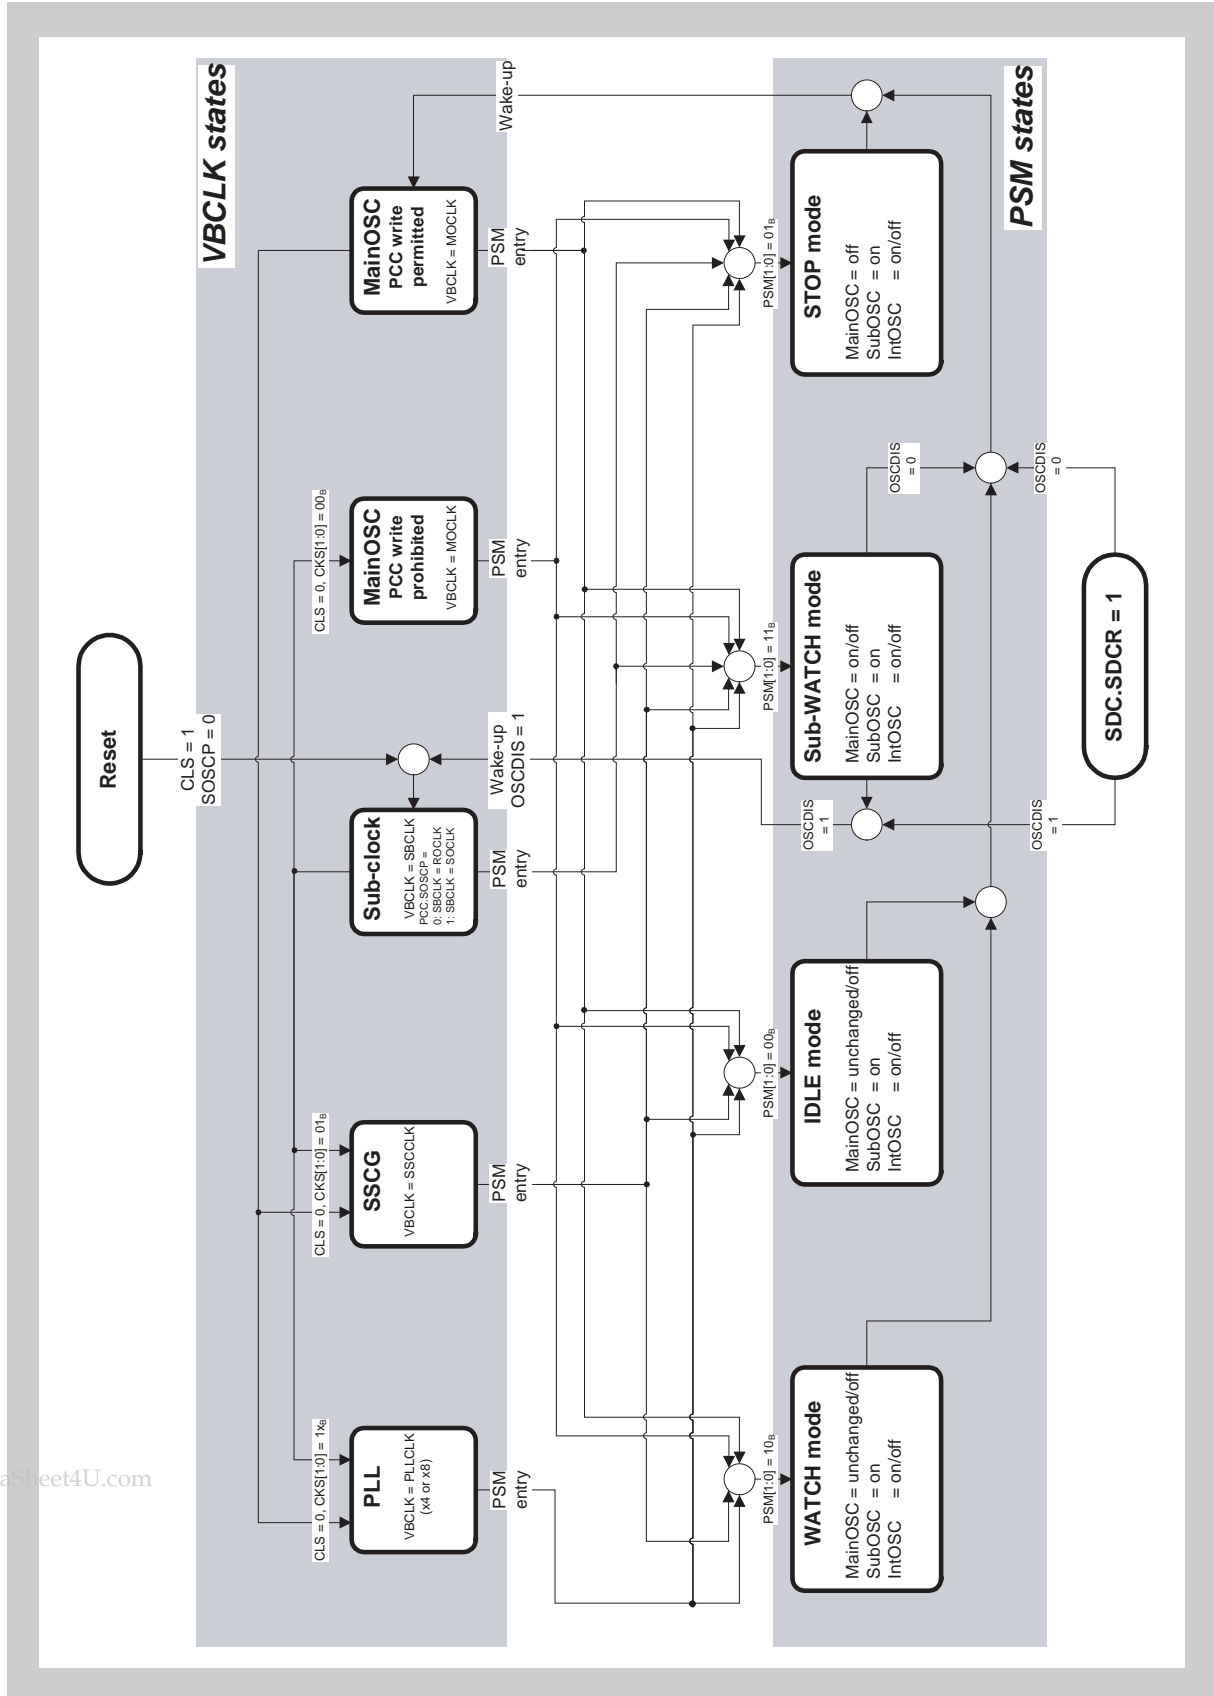 Reset
CLS = 1
SOSCP = 0
VBCLK states
CLS = 0, CKS[1:0] = 1xB
CLS = 0, CKS[1:0] = 01B
CLS = 0, CKS[1:0] = 00B
PLL
VBCLK = PLLCLK
(x4 or x8)
SSCG
VBCLK = SSCCLK
Sub-clock
VBCLK = SBCLK
PCC.SOSCP =
0: SBCLK = ROCLK
1: SBCLK = SOCLK
MainOSC
PCC write
prohibited
VBCLK = MOCLK
MainOSC
PCC write
permitted
VBCLK = MOCLK
PSM
entry
PSM
entry
PSM
entry
Wake-up
OSCDIS = 1
PSM
entry
PSM
entry
Wake-up
PSM[1:0] = 10B
PSM[1:0] = 00B
PSM[1:0] = 11B
PSM[1:0] = 01B
WATCH mode
MainOSC = unchanged/off
SubOSC = on
IntOSC = on/off
IDLE mode
MainOSC = unchanged/off
SubOSC = on
IntOSC = on/off
OSCDIS
= 1
Sub-WATCH mode
MainOSC = on/off
SubOSC = on
IntOSC = on/off
OSCDIS
= 0
STOP mode
MainOSC = off
SubOSC = on
IntOSC = on/off
PSM states
OSCDIS
= 1
OSCDIS
= 0
SDC.SDCR = 1
aSheet4U.com